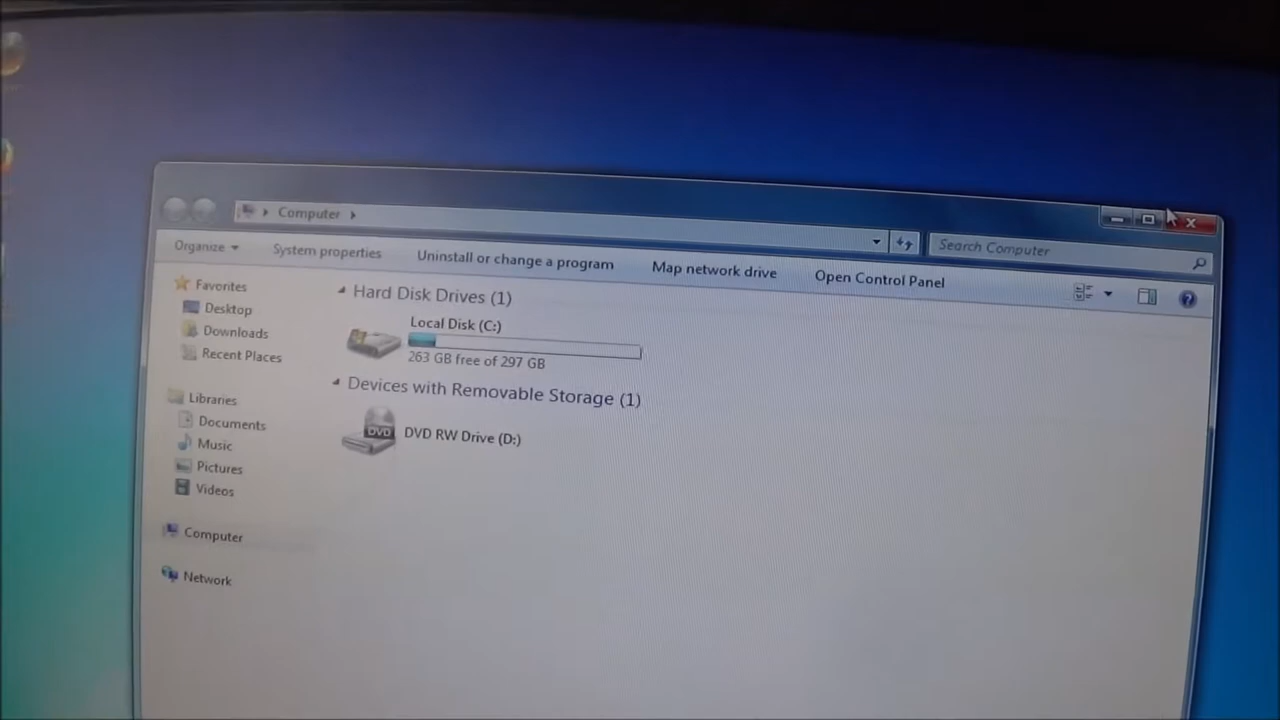 Computer
Search Computer
Organize
System properties
Uninstall or change a program
Map network drive
Open Control Panel
Favorites
Desktop
Downloads
Recent Places
Libraries
Documents
Music
Pictures
Videos
Computer
Network
Hard Disk Drives (1)
Local Disk (C:)
263 GB free of 297 GB
Devices with Removable Storage (1)
DVD
DVD RW Drive (D:)